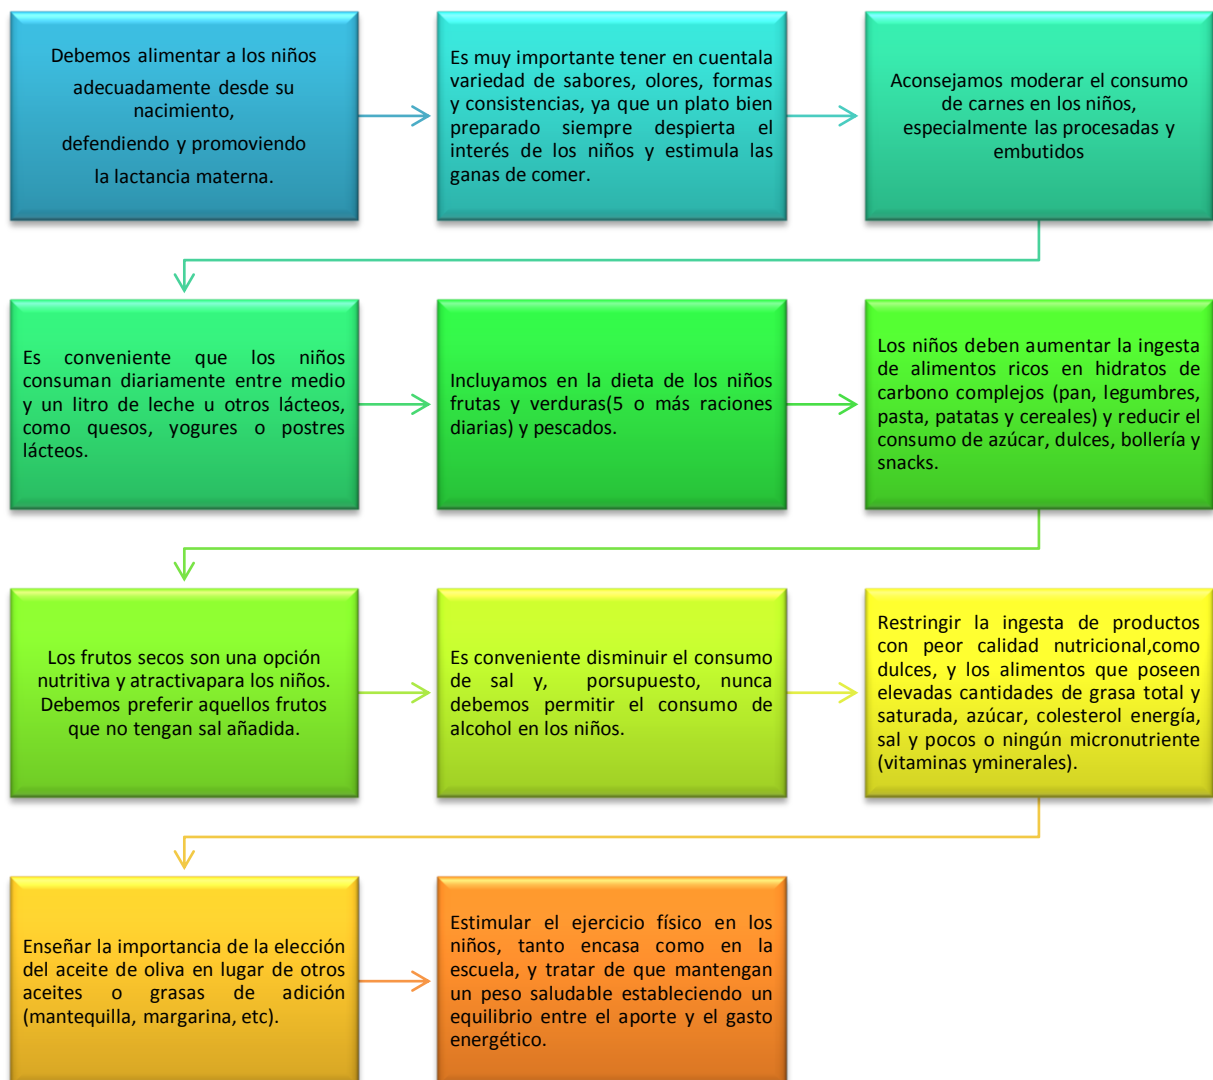 Debemos alimentar a los niños
adecuadamente desde su
nacimiento,
defendiendo y promoviendo
la lactancia materna.
Es muy importante tener en cuentala
variedad de sabores, olores, formas
y consistencias, ya que un plato bien
preparado siempre despierta el
interés de los niños y estimula las
ganas de comer.
Aconsejamos moderar el consumo
de carnes en los niños,
especialmente las procesadas y
embutidos
Es conveniente que los niños
consuman diariamente entre medio
y un litro de leche u otros lácteos,
como quesos, yogures o postres
lácteos.
Incluyamos en la dieta de los niños
frutas y verduras(5 o más raciones
diarias) y pescados.
Los niños deben aumentar la ingesta
de alimentos ricos en hidratos de
carbono complejos (pan, legumbres,
pasta, patatas y cereales) y reducir el
consumo de azúcar, dulces, bollería y
snacks.
Los frutos secos son una opción
nutritiva y atractivapara los niños.
Debemos preferir aquellos frutos
que no tengan sal añadida.
Es conveniente disminuir el consumo
de sal y, porsupuesto, nunca
debemos permitir el consumo de
alcohol en los niños.
Restringir la ingesta de productos
con peor calidad nutricional,como
dulces, y los alimentos que poseen
elevadas cantidades de grasa total y
saturada, azúcar, colesterol energía,
sal y pocos o ningún micronutriente
(vitaminas yminerales).
Enseñar la importancia de la elección
del aceite de oliva en lugar de otros
aceites o grasas de adición
(mantequilla, margarina, etc).
Estimular el ejercicio físico en los
niños, tanto encasa como en la
escuela, y tratar de que mantengan
un peso saludable estableciendo un
equilibrio entre el aporte y el gasto
energético.